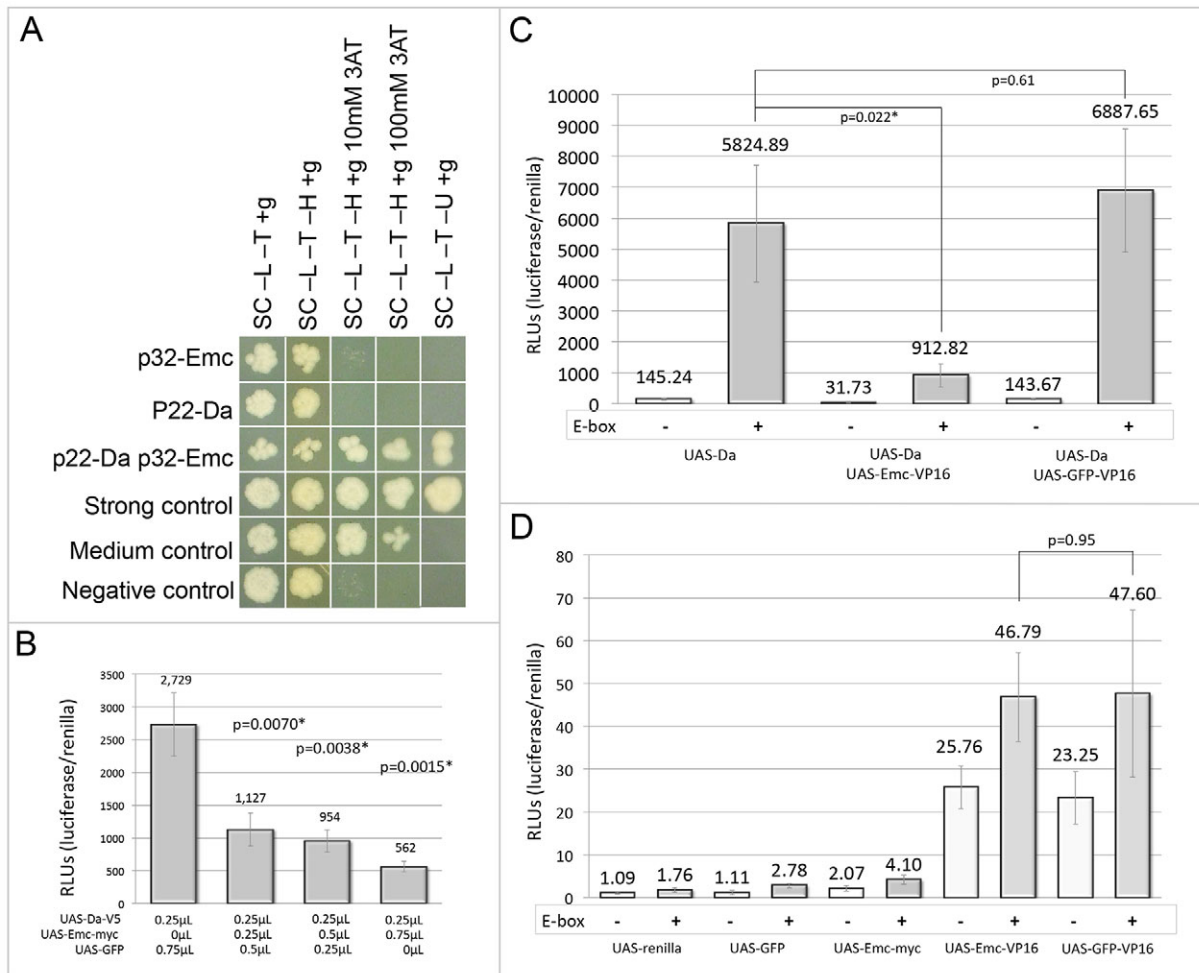 A
SC –L –T +g
SC –L –T –H +g
SC –L –T –H +g 10mM 3AT
SC –L –T –H +g 100mM 3AT
SC –L –T –U +g
p32-Emc
P22-Da
p22-Da p32-Emc
Strong control
Medium control
Negative control
B
RLUs (luciferase/renilla)
3500
3000
2500
2000
1500
1000
500
0
2,729
1,127
954
562
p=0.0070*
p=0.0038*
p=0.0015*
UAS-Da-V5 0.25µL 0.25µL 0.25µL 0.25µL
UAS-Emc-myc 0µL 0.25µL 0.5µL 0.75µL
UAS-GFP 0.75µL 0.5µL 0.25µL 0µL
C
p=0.61
p=0.022*
RLUs (luciferase/renilla)
10000
9000
8000
7000
6000
5000
4000
3000
2000
1000
0
145.24
5824.89
31.73
912.82
143.67
6887.65
E-box - + - + - +
UAS-Da
UAS-Da
UAS-Emc-VP16
UAS-Da
UAS-GFP-VP16
D
p=0.95
RLUs (luciferase/renilla)
80
70
60
50
40
30
20
10
0
1.09
1.76
1.11
2.78
2.07
4.10
25.76
46.79
23.25
47.60
E-box - + - + - + - + - +
UAS-renilla UAS-GFP UAS-Emc-myc UAS-Emc-VP16 UAS-GFP-VP16